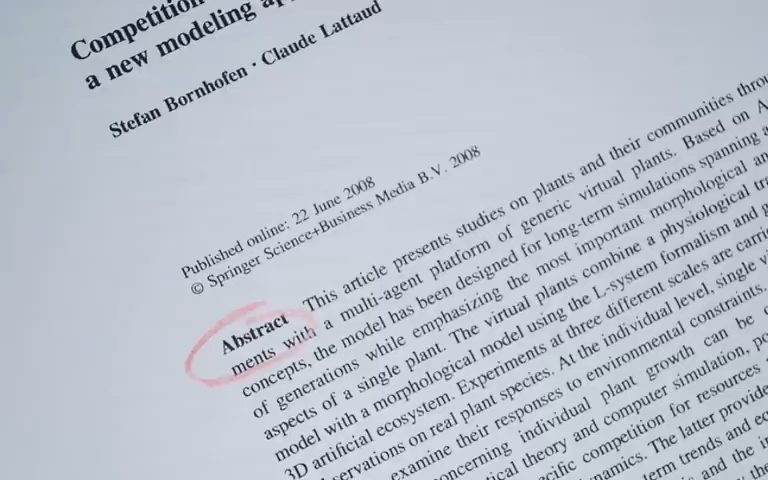 Competition
a new modeling
Stefan Bornhofen · Claude Lattaud
Published online: 22 June 2008
© Springer Science+Business Media B.V. 2008
Abstract This article presents studies on plants and their communities
ments with a multi-agent platform of generic virtual plants. Based on
concepts, the model has been designed for long-term simulations spanning
of generations while emphasizing the most important morphological
aspects of a single plant. The virtual plants combine a physiological
model with a morphological model using the L-system formalism and
3D artificial ecosystem. Experiments at three different scales are
observations on real plant species. At the individual level, single
examine their responses to environmental constraints.
concerning individual plant growth can be
theory and computer simulation,
competition for resources
The latter provide
term trends and
and the